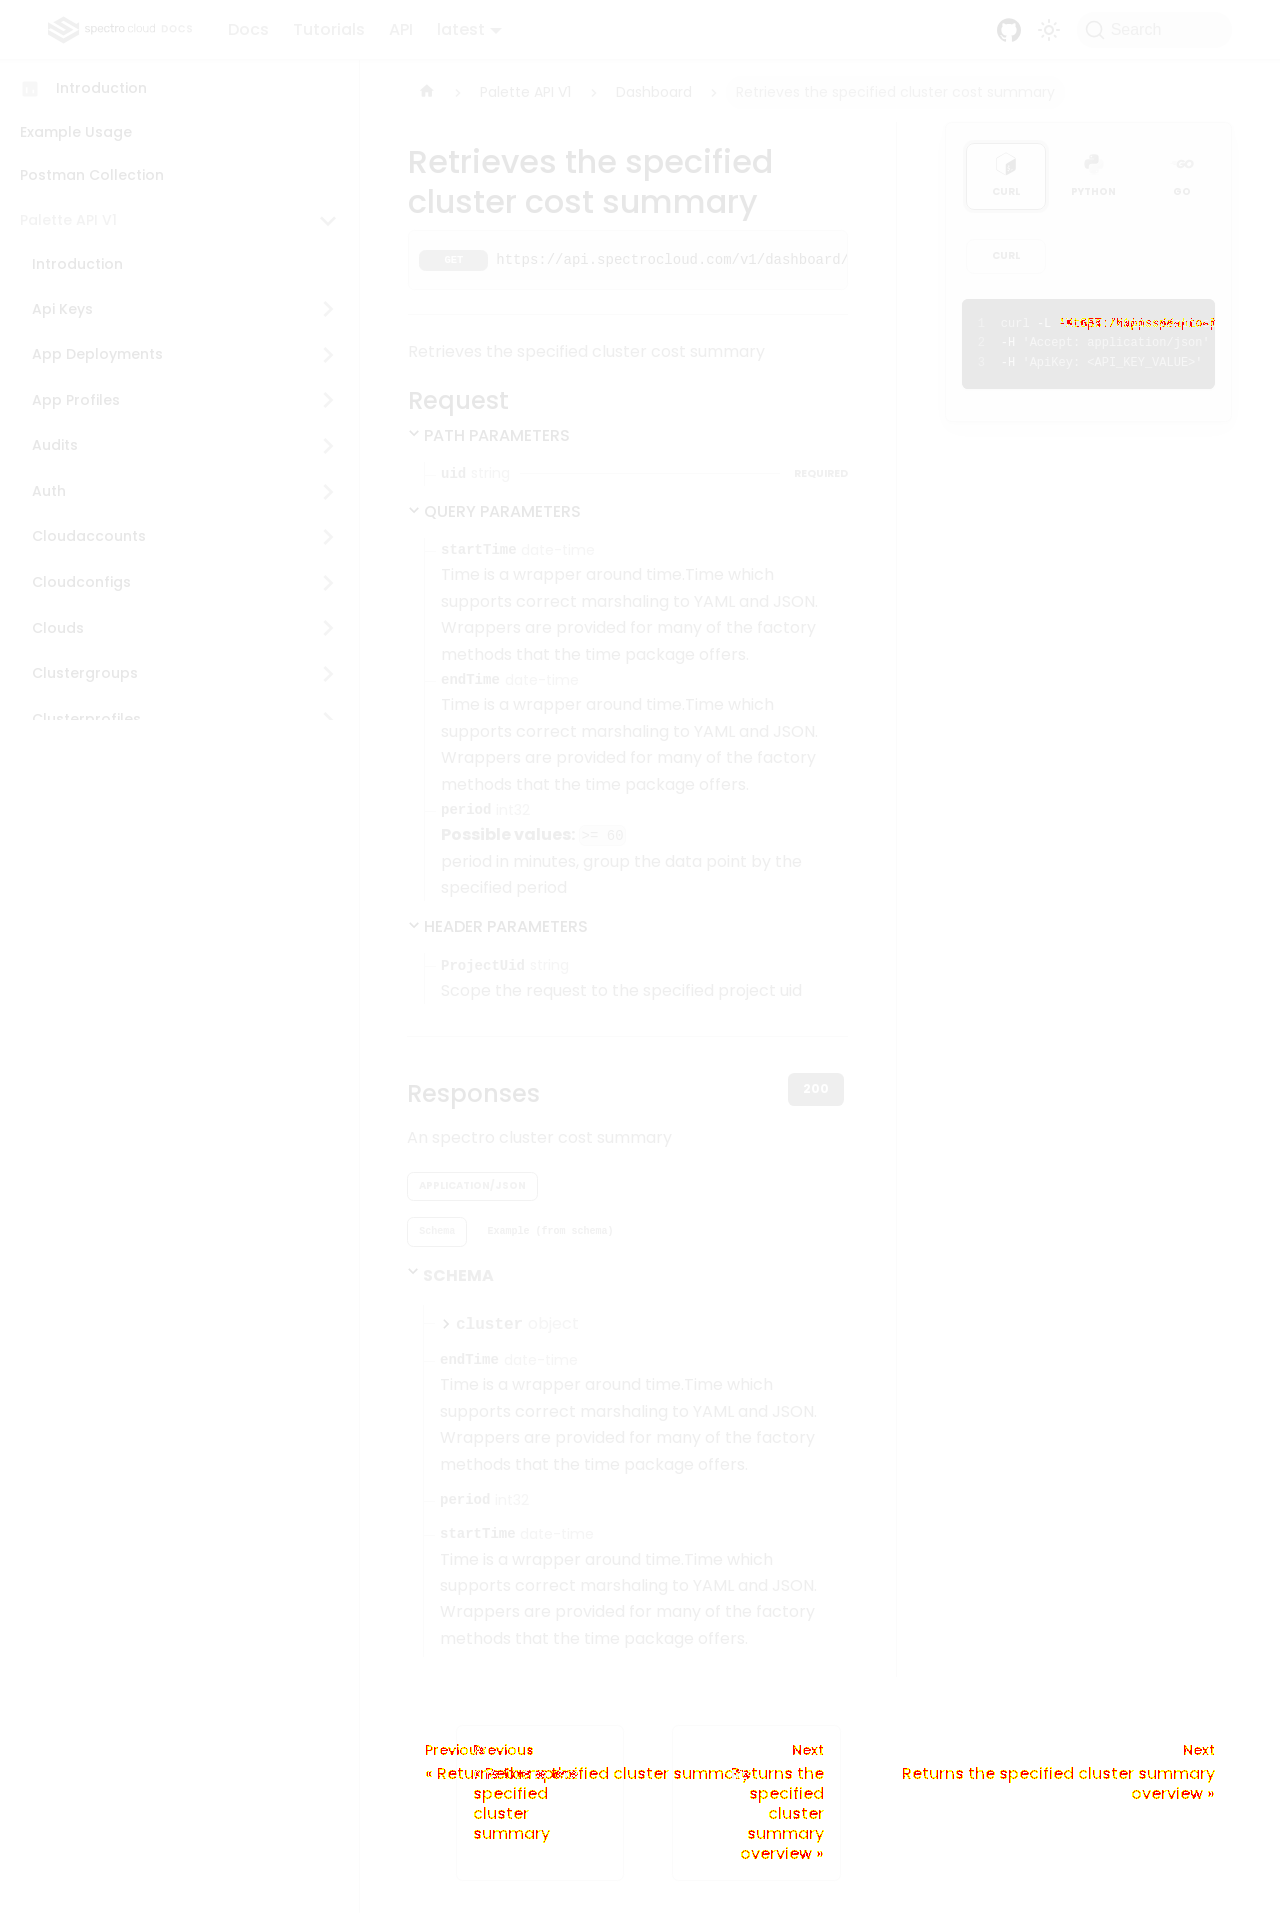 spectro cloud DOCS Docs Tutorials API latest Search
Introduction
Example Usage
Postman Collection
Palette API V1
Introduction
Api Keys
App Deployments
App Profiles
Audits
Auth
Cloudaccounts
Cloudconfigs
Clouds
Clustergroups
Clusterprofiles
Palette API V1 › Dashboard › Retrieves the specified cluster cost summary
Retrieves the specified
cluster cost summary
GET https://api.spectrocloud.com/v1/dashboard/
Retrieves the specified cluster cost summary
Request
PATH PARAMETERS
uid string REQUIRED
QUERY PARAMETERS
startTime date-time
Time is a wrapper around time.Time which
supports correct marshaling to YAML and JSON.
Wrappers are provided for many of the factory
methods that the time package offers.
endTime date-time
Time is a wrapper around time.Time which
supports correct marshaling to YAML and JSON.
Wrappers are provided for many of the factory
methods that the time package offers.
period int32
Possible values: >= 60
period in minutes, group the data point by the
specified period
HEADER PARAMETERS
ProjectUid string
Scope the request to the specified project uid
Responses
200
An spectro cluster cost summary
APPLICATION/JSON
Schema Example (from schema)
SCHEMA
cluster object
endTime date-time
Time is a wrapper around time.Time which
supports correct marshaling to YAML and JSON.
Wrappers are provided for many of the factory
methods that the time package offers.
period int32
startTime date-time
Time is a wrapper around time.Time which
supports correct marshaling to YAML and JSON.
Wrappers are provided for many of the factory
methods that the time package offers.
CURL PYTHON GO
CURL
1 curl -L
2 -H 'Accept: application/json'
3 -H 'ApiKey: <API_KEY_VALUE>'
Previous Previous Next Next
specified cluster summary Returns the Returns the specified cluster summary
specified specified overview »
cluster cluster
summary summary
overview »